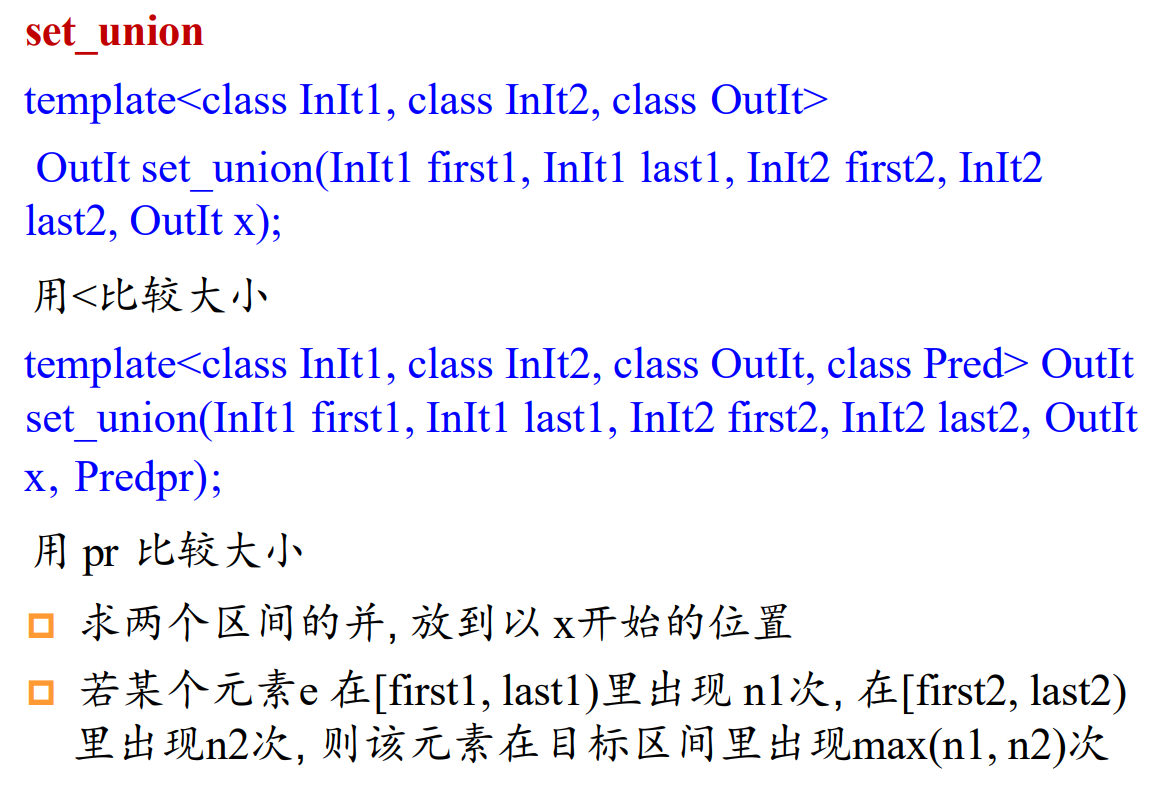 set_union
template<class InIt1, class InIt2, class OutIt>
OutIt set_union(InIt1 first1, InIt1 last1, InIt2 first2, InIt2
last2, OutIt x);
用<比较大小
template<class InIt1, class InIt2, class OutIt, class Pred> OutIt
set_union(InIt1 first1, InIt1 last1, InIt2 first2, InIt2 last2, OutIt
x, Predpr);
用 pr 比较大小
求两个区间的并, 放到以 x开始的位置
若某个元素e 在[first1, last1)里出现 n1次, 在[first2, last2)
里出现n2次, 则该元素在目标区间里出现max(n1, n2)次